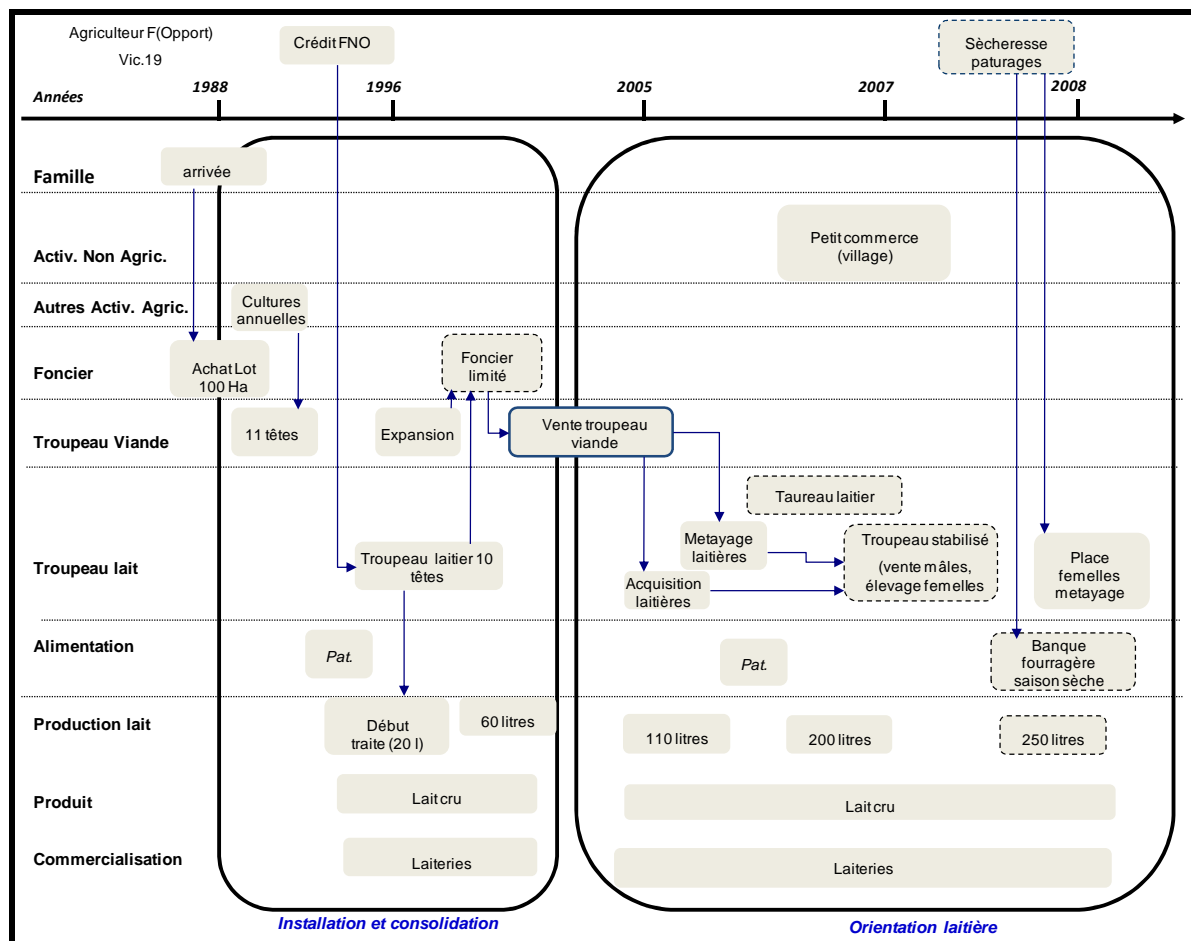 Agriculteur F(Opport)
Vic.19
Crédit FNO
Sècheresse
paturages
Années
1988
1996
2005
2007
2008
Famille
arrivée
Activ. Non Agric.
Petit commerce
(village)
Autres Activ. Agric.
Cultures
annuelles
Foncier
Achat Lot
100 Ha
Foncier
limité
Troupeau Viande
11 têtes
Expansion
Vente troupeau
viande
Troupeau lait
Troupeau laitier 10
têtes
Taureau laitier
Metayage
laitières
Acquisition
laitières
Troupeau stabilisé
(vente mâles,
élevage femelles
Place
femelles
metayage
Alimentation
Pat.
Pat.
Banque
fourragère
saison sèche
Production lait
Début
traite (20 l)
60 litres
110 litres
200 litres
250 litres
Produit
Lait cru
Lait cru
Commercialisation
Laiteries
Laiteries
Installation et consolidation
Orientation laitière